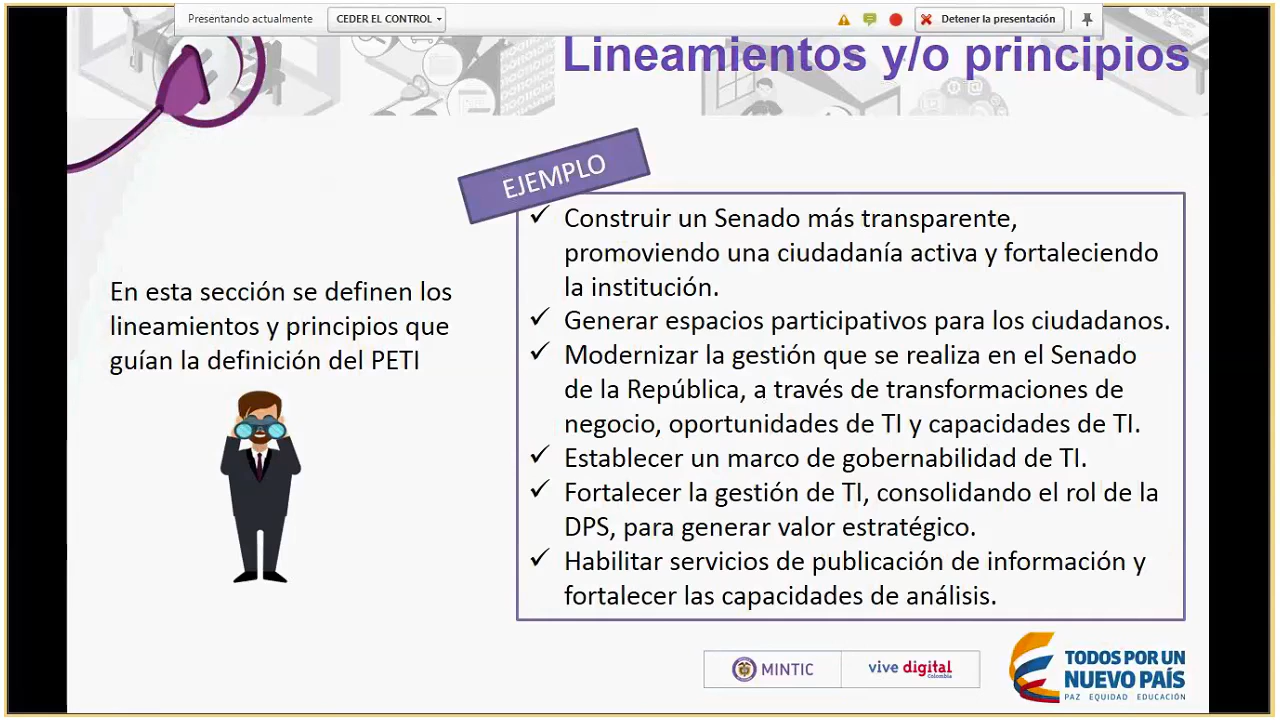 Presentando actualmente
CEDER EL CONTROL
Detener la presentación
Lineamientos y/o principios
EJEMPLO
En esta sección se definen los
lineamientos y principios que
guían la definición del PETI
✓ Construir un Senado más transparente,
promoviendo una ciudadanía activa y fortaleciendo
la institución.
✓ Generar espacios participativos para los ciudadanos.
✓ Modernizar la gestión que se realiza en el Senado
de la República, a través de transformaciones de
negocio, oportunidades de TI y capacidades de TI.
✓ Establecer un marco de gobernabilidad de TI.
✓ Fortalecer la gestión de TI, consolidando el rol de la
DPS, para generar valor estratégico.
✓ Habilitar servicios de publicación de información y
fortalecer las capacidades de análisis.
MINTIC
vive digital
Colombia
TODOS POR UN
NUEVO PAÍS
PAZ EQUIDAD EDUCACIÓN